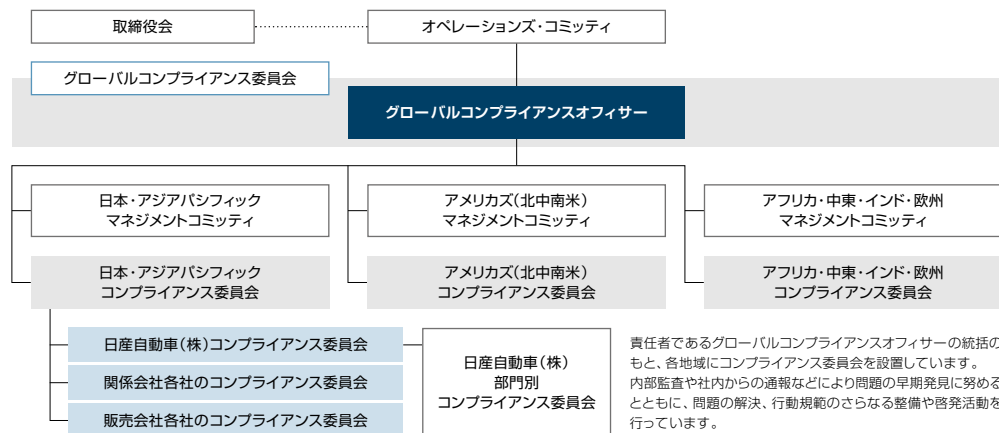 取締役会
オペレーションズ・コミッティ
グローバルコンプライアンス委員会
グローバルコンプライアンスオフィサー
日本・アジアパシフィック
マネジメントコミッティ
アメリカズ(北中南米)
マネジメントコミッティ
アフリカ・中東・インド・欧州
マネジメントコミッティ
日本・アジアパシフィック
コンプライアンス委員会
アメリカズ(北中南米)
コンプライアンス委員会
アフリカ・中東・インド・欧州
コンプライアンス委員会
日産自動車(株)コンプライアンス委員会
関係会社各社のコンプライアンス委員会
販売会社各社のコンプライアンス委員会
日産自動車(株)
部門別
コンプライアンス委員会
責任者であるグローバルコンプライアンスオフィサーの統括の
もと、各地域にコンプライアンス委員会を設置しています。
内部監査や社内からの通報などにより問題の早期発見に努める
とともに、問題の解決、行動規範のさらなる整備や啓発活動を
行っています。